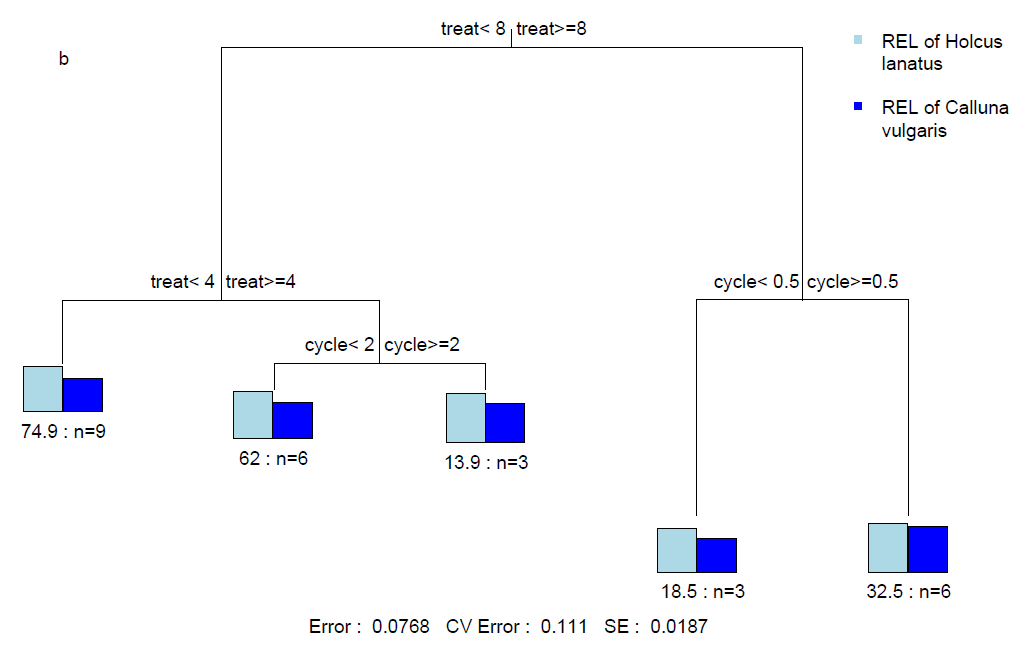 treat< 8 treat>=8
b
REL of Holcus
lanatus
REL of Calluna
vulgaris
treat< 4 treat>=4
cycle< 0.5 cycle>=0.5
cycle< 2 cycle>=2
74.9 : n=9
62 : n=6
13.9 : n=3
18.5 : n=3
32.5 : n=6
Error : 0.0768 CV Error : 0.111 SE : 0.0187